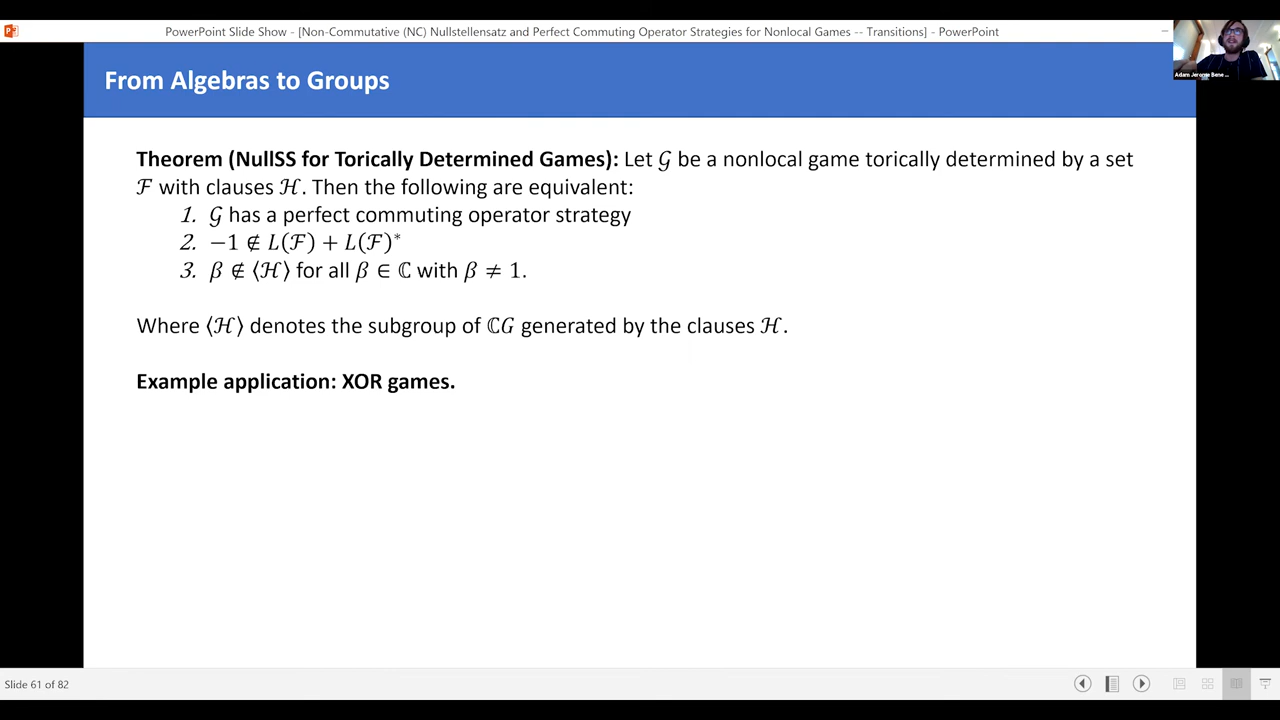 PowerPoint Slide Show - [Non-Commutative (NC) Nullstellensatz and Perfect Commuting Operator Strategies for Nonlocal Games -- Transitions] - PowerPoint
Adam Jerome Bene ...
From Algebras to Groups
Theorem (NullSS for Torically Determined Games): Let 𝒢 be a nonlocal game torically determined by a set
ℱ with clauses ℋ. Then the following are equivalent:
1. 𝒢 has a perfect commuting operator strategy
2. −1 ∉ L(ℱ) + L(ℱ)*
3. β ∉ ⟨ℋ⟩ for all β ∈ ℂ with β ≠ 1.
Where ⟨ℋ⟩ denotes the subgroup of ℂG generated by the clauses ℋ.
Example application: XOR games.
Slide 61 of 82